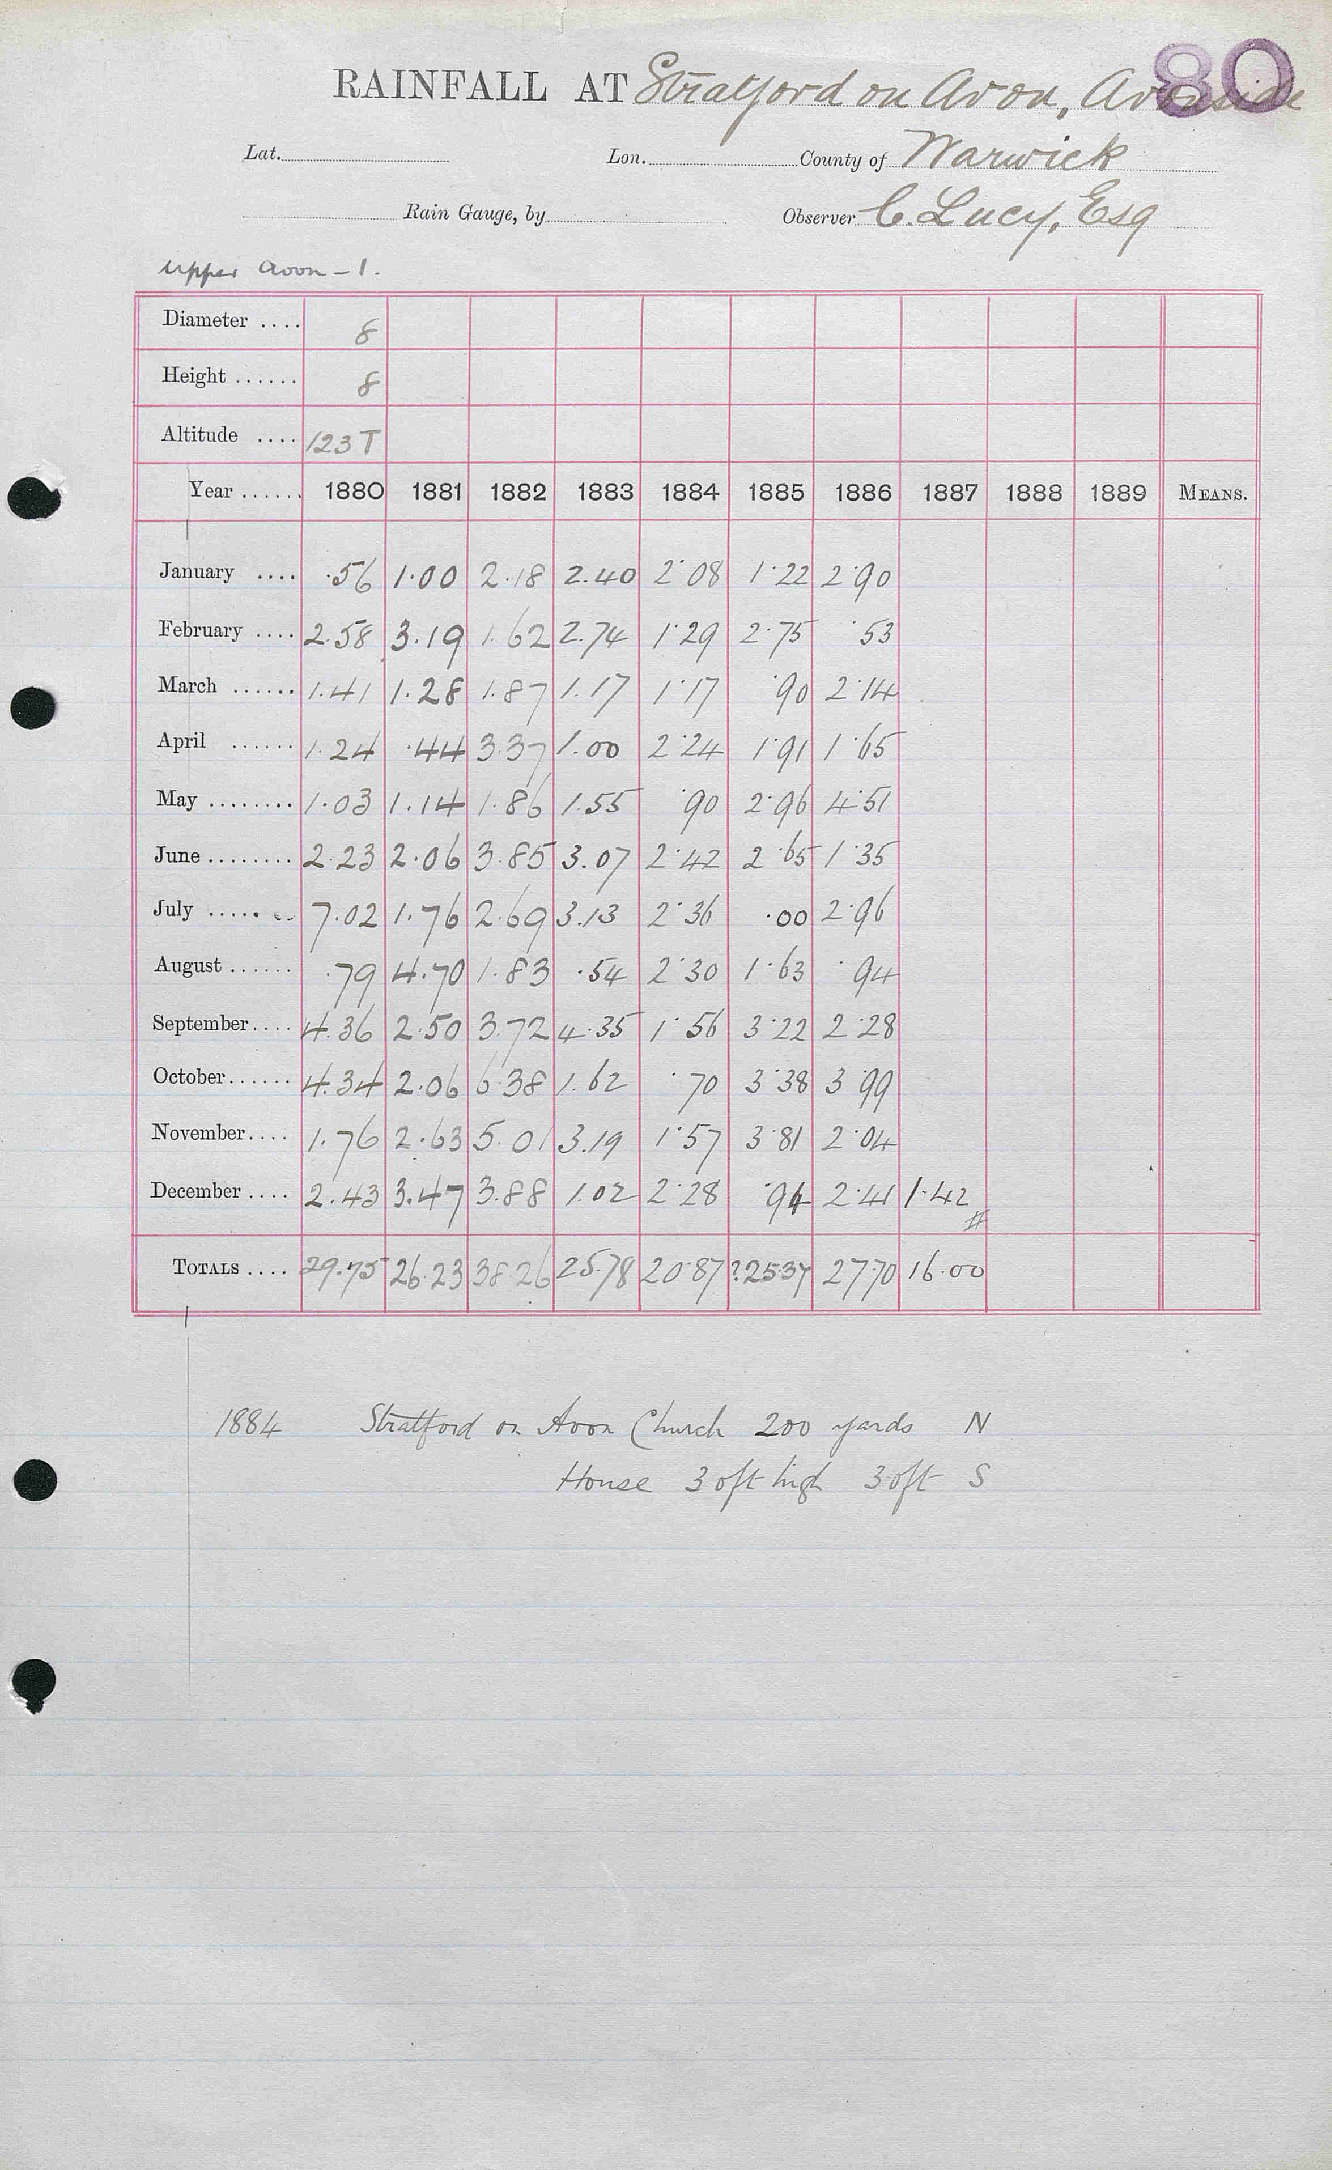 80
RAINFALL AT Stratford on Avon, Avonside
Lat. Lon. County of Warwick
Rain Gauge, by Observer C. Lucy, Esq
Upper Avon - 1.
Diameter .... 8
Height ...... 8
Altitude .... 123 T
Year ...... 1880 1881 1882 1883 1884 1885 1886 1887 1888 1889 MEANS.
January .... .56 1.00 2.18 2.40 2.08 1.22 2.90
February .... 2.58 3.19 1.62 2.74 1.29 2.75 .53
March ...... 1.41 1.28 1.87 1.17 1.17 .90 2.14
April ...... 1.24 .44 3.37 1.00 2.24 1.91 1.65
May ........ 1.03 1.14 1.86 1.55 .90 2.96 4.51
June ........ 2.23 2.06 3.85 3.07 2.42 2.65 1.35
July ..... 7.02 1.76 2.69 3.13 2.36 .00 2.96
August ...... .79 4.70 1.83 .54 2.30 1.63 .94
September.... 4.36 2.50 3.72 4.35 1.56 3.22 2.28
October...... 4.34 2.06 6.38 1.62 .70 3.38 3.99
November.... 1.76 2.63 5.01 3.19 1.57 3.81 2.04
December .... 2.43 3.47 3.88 1.02 2.28 .94 2.41 1.42 #
TOTALS .... 29.75 26.23 38.26 25.78 20.87 ?25.37 27.70 16.00
1884 Stratford on Avon Church 200 yards N
House 30ft high 30ft S